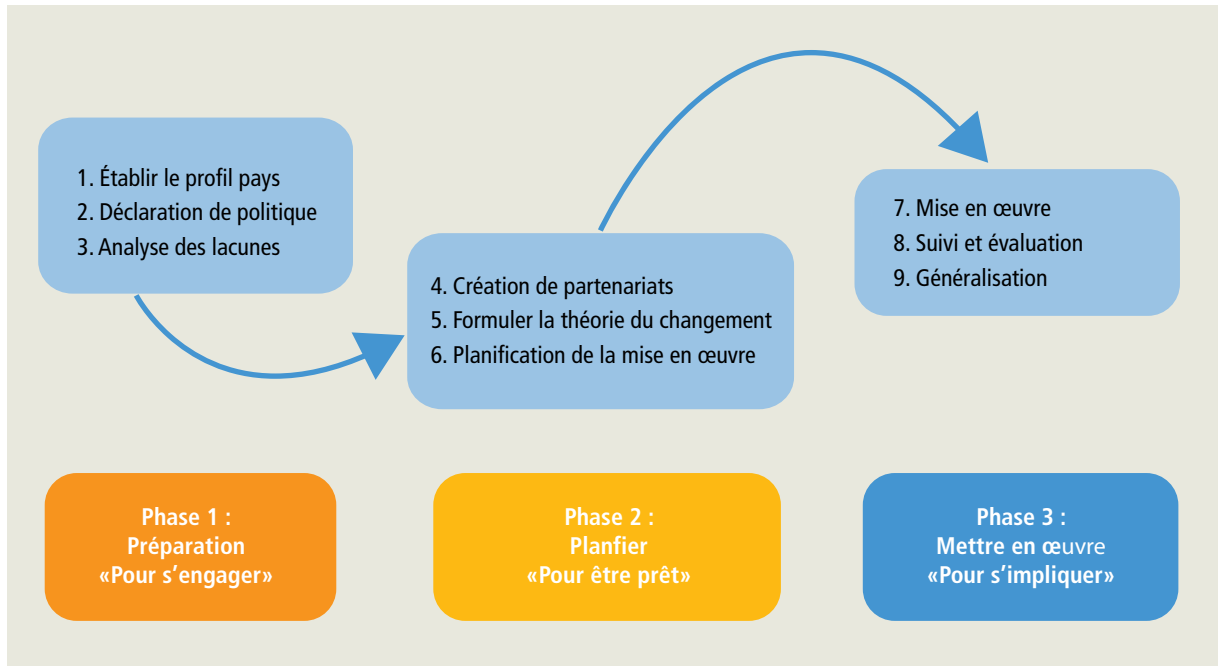 1. Établir le profil pays
2. Déclaration de politique
3. Analyse des lacunes
4. Création de partenariats
5. Formuler la théorie du changement
6. Planification de la mise en œuvre
7. Mise en œuvre
8. Suivi et évaluation
9. Généralisation
Phase 1 :
Préparation
«Pour s’engager»
Phase 2 :
Planfier
«Pour être prêt»
Phase 3 :
Mettre en œuvre
«Pour s’impliquer»